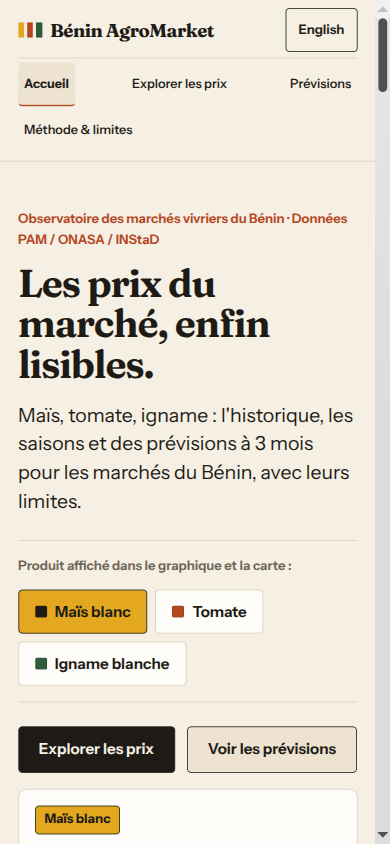 Bénin AgroMarket
English
Accueil
Explorer les prix
Prévisions
Méthode & limites
Observatoire des marchés vivriers du Bénin · Données
PAM / ONASA / INStaD
Les prix du
marché, enfin
lisibles.
Maïs, tomate, igname : l'historique, les
saisons et des prévisions à 3 mois
pour les marchés du Bénin, avec leurs
limites.
Produit affiché dans le graphique et la carte :
Maïs blanc
Tomate
Igname blanche
Explorer les prix
Voir les prévisions
Maïs blanc